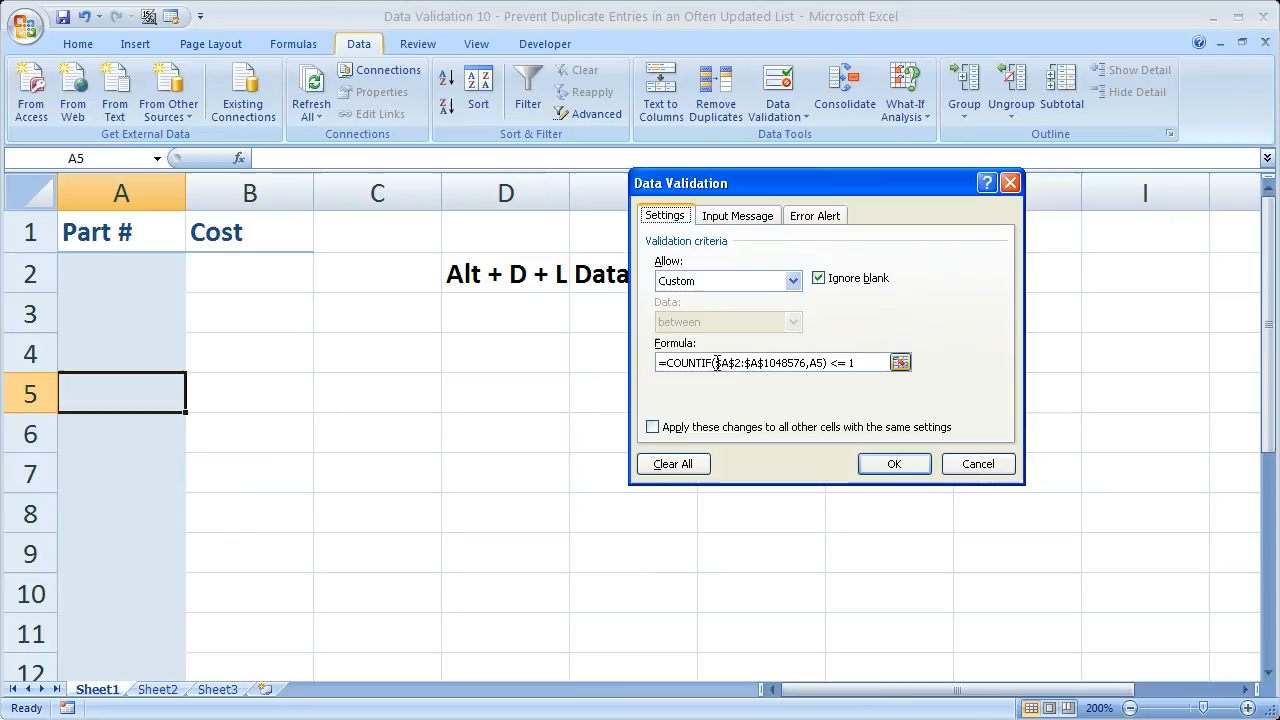 Data Validation 10 - Prevent Duplicate Entries in an Often Updated List - Microsoft Excel
Home Insert Page Layout Formulas Data Review View Developer
From Access
From Web
From Text
From Other Sources
Existing Connections
Get External Data
Refresh All
Connections
Properties
Edit Links
Connections
Sort
Filter
Clear
Reapply
Advanced
Sort & Filter
Text to Columns
Remove Duplicates
Data Validation
Consolidate
What-If Analysis
Data Tools
Group
Ungroup
Subtotal
Show Detail
Hide Detail
Outline
A5 fx
A B C D I
1 Part # Cost
2 Alt + D + L Data
3
4
5
6
7
8
9
10
11
12
Data Validation
Settings Input Message Error Alert
Validation criteria
Allow:
Custom Ignore blank
Data:
between
Formula:
=COUNTIF($A$2:$A$1048576,A5) <= 1
Apply these changes to all other cells with the same settings
Clear All OK Cancel
Sheet1 Sheet2 Sheet3
Ready 200%